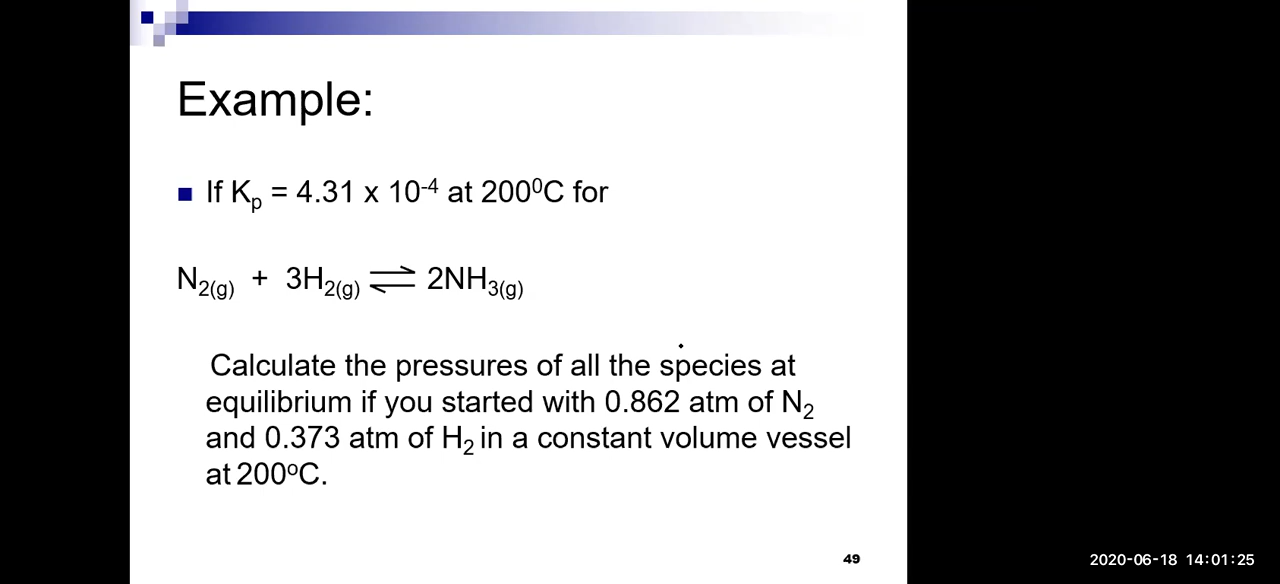 Example:
If Kₚ = 4.31 x 10⁻⁴ at 200⁰C for
N₂₍g₎ + 3H₂₍g₎ ⇌ 2NH₃₍g₎
Calculate the pressures of all the species at
equilibrium if you started with 0.862 atm of N₂
and 0.373 atm of H₂ in a constant volume vessel
at 200ᵒC.
49
2020-06-18 14:01:25